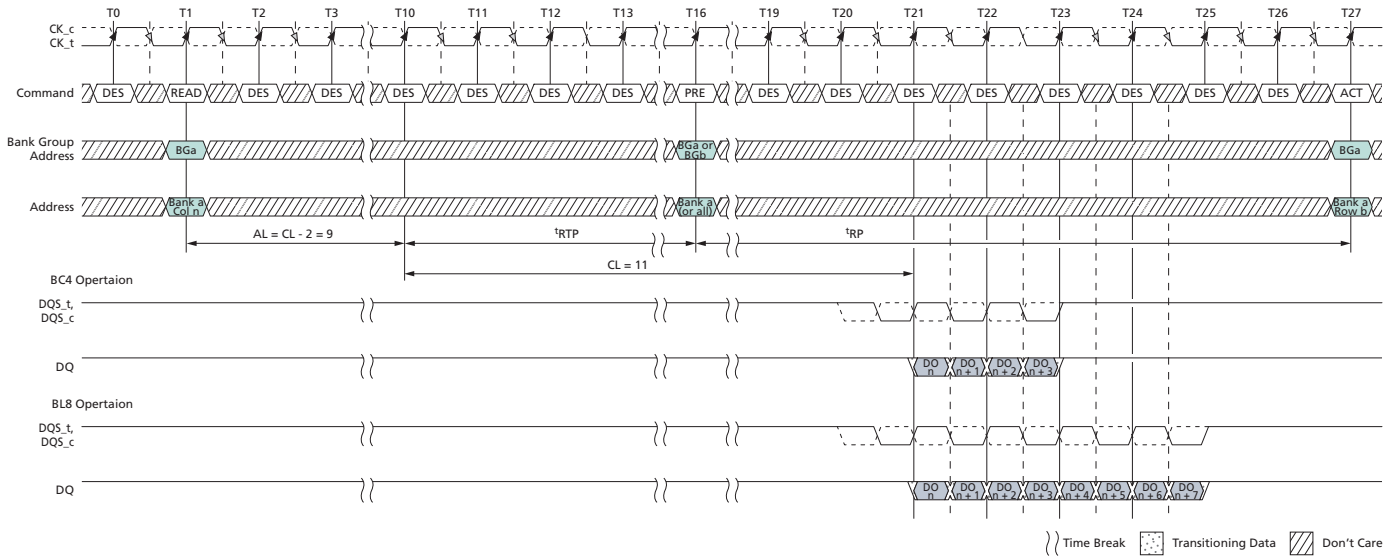 T0 T1 T2 T3 T10 T11 T12 T13 T16 T19 T20 T21 T22 T23 T24 T25 T26 T27
CK_c
CK_t
Command DES READ DES DES DES DES DES DES PRE DES DES DES DES DES DES DES DES ACT
Bank Group
Address
BGa
BGa or
BGb
BGa
Address
Bank a
Col n
Bank a
(or all)
Bank a
Row b
AL = CL - 2 = 9
tRTP
tRP
CL = 11
BC4 Opertaion
DQS_t,
DQS_c
DQ
DO
n
DO
n + 1
DO
n + 2
DO
n + 3
BL8 Opertaion
DQS_t,
DQS_c
DQ
DO
n
DO
n + 1
DO
n + 2
DO
n + 3
DO
n + 4
DO
n + 5
DO
n + 6
DO
n + 7
Time Break Transitioning Data Don't Care